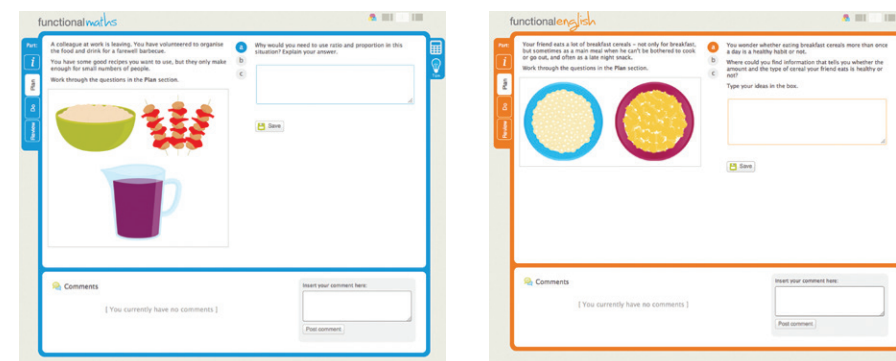 functionalmaths
Part:
i
Plan
Do
Review
A colleague at work is leaving. You have volunteered to organise
the food and drink for a farewell barbecue.
You have some good recipes you want to use, but they only make
enough for small numbers of people.
Work through the questions in the Plan section.
a
b
c
Why would you need to use ratio and proportion in this
situation? Explain your answer.
Save
Comments
[ You currently have no comments ]
Insert your comment here:
Post comment
functionalenglish
Part:
i
Plan
Do
Review
Your friend eats a lot of breakfast cereals – not only for breakfast,
but sometimes as a main meal when he can't be bothered to cook
or go out, and often as a late night snack.
Work through the questions in the Plan section.
a
b
c
You wonder whether eating breakfast cereals more than once
a day is a healthy habit or not.
Where could you find information that tells you whether the
amount and the type of cereal your friend eats is healthy or
not?
Type your ideas in the box.
Save
Comments
[ You currently have no comments ]
Insert your comment here:
Post comment